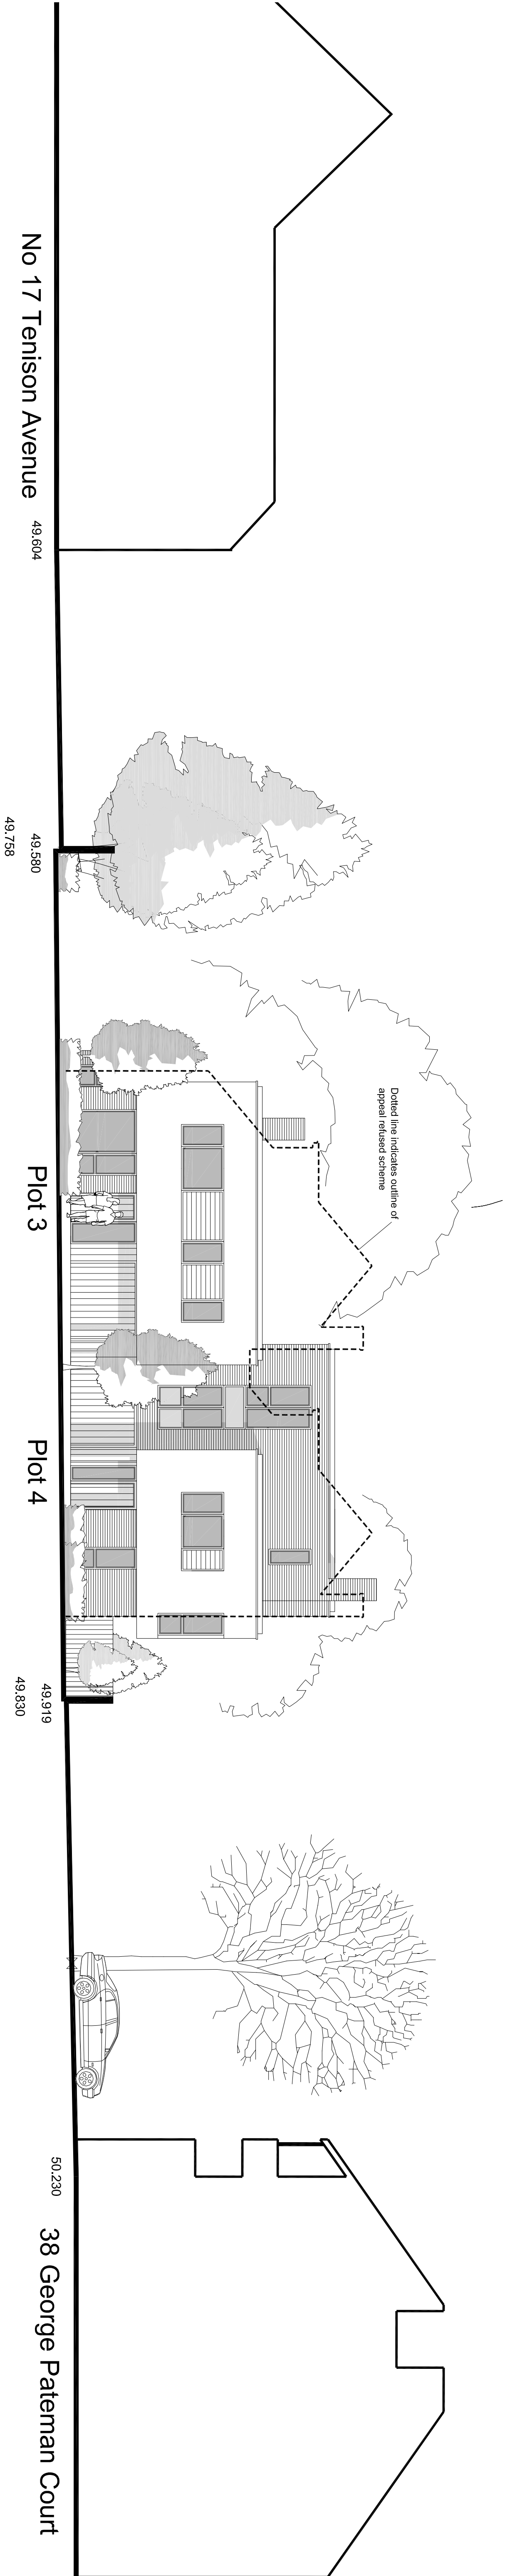 No 17 Tenison Avenue
49.604
49.580
49.758
Dotted line indicates outline of
appeal refused scheme
Plot 3
Plot 4
49.919
49.830
50.230
38 George Pateman Court